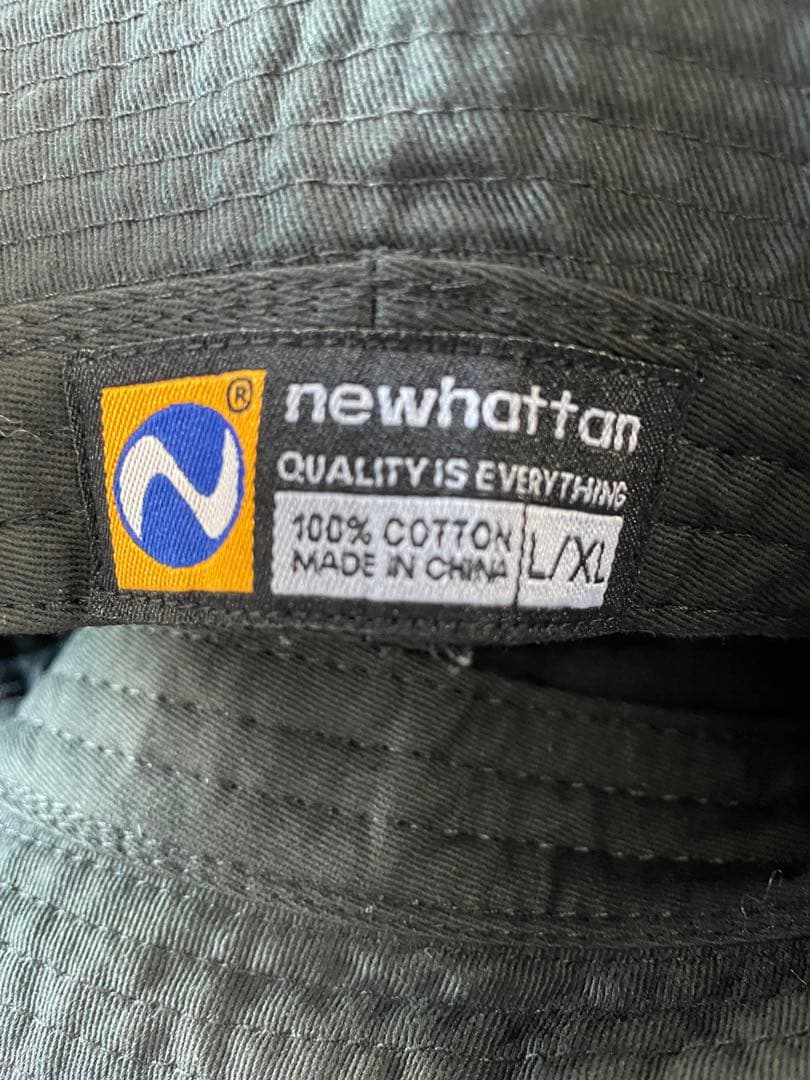 ®
newhattan
QUALITY IS EVERYTHING
100% COTTON
MADE IN CHINA
L/XL